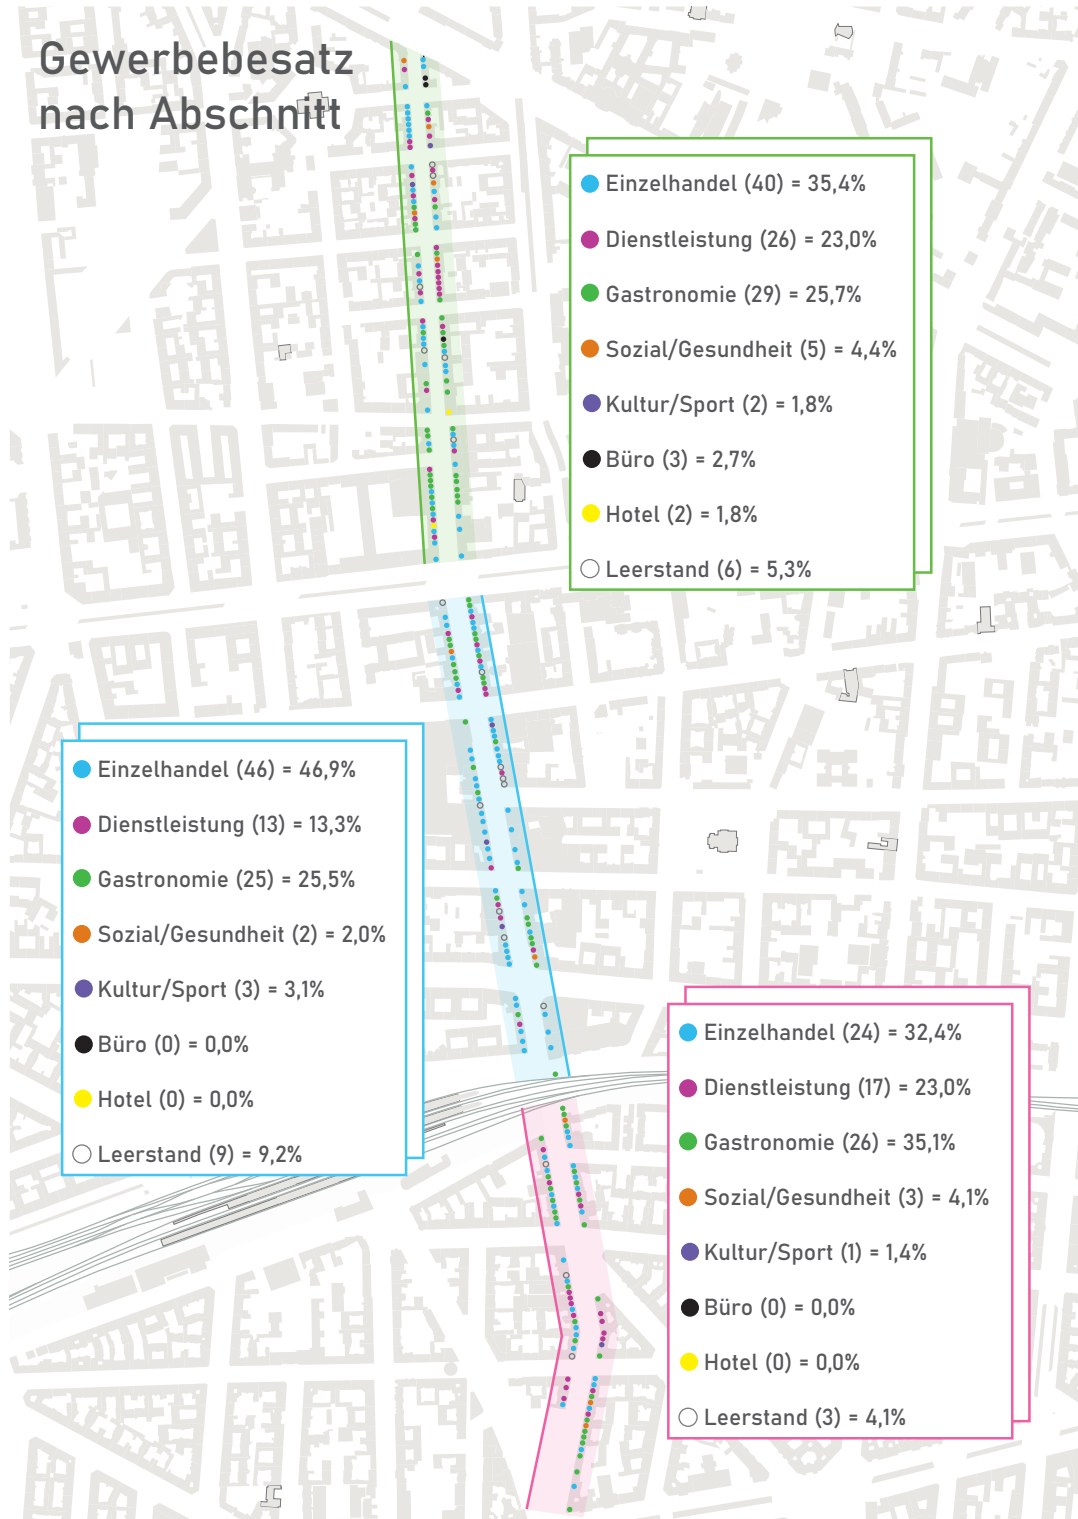 Gewerbebesatz
nach Abschnitt
Einzelhandel (40) = 35,4%
Dienstleistung (26) = 23,0%
Gastronomie (29) = 25,7%
Sozial/Gesundheit (5) = 4,4%
Kultur/Sport (2) = 1,8%
Büro (3) = 2,7%
Hotel (2) = 1,8%
Leerstand (6) = 5,3%
Einzelhandel (46) = 46,9%
Dienstleistung (13) = 13,3%
Gastronomie (25) = 25,5%
Sozial/Gesundheit (2) = 2,0%
Kultur/Sport (3) = 3,1%
Büro (0) = 0,0%
Hotel (0) = 0,0%
Leerstand (9) = 9,2%
Einzelhandel (24) = 32,4%
Dienstleistung (17) = 23,0%
Gastronomie (26) = 35,1%
Sozial/Gesundheit (3) = 4,1%
Kultur/Sport (1) = 1,4%
Büro (0) = 0,0%
Hotel (0) = 0,0%
Leerstand (3) = 4,1%